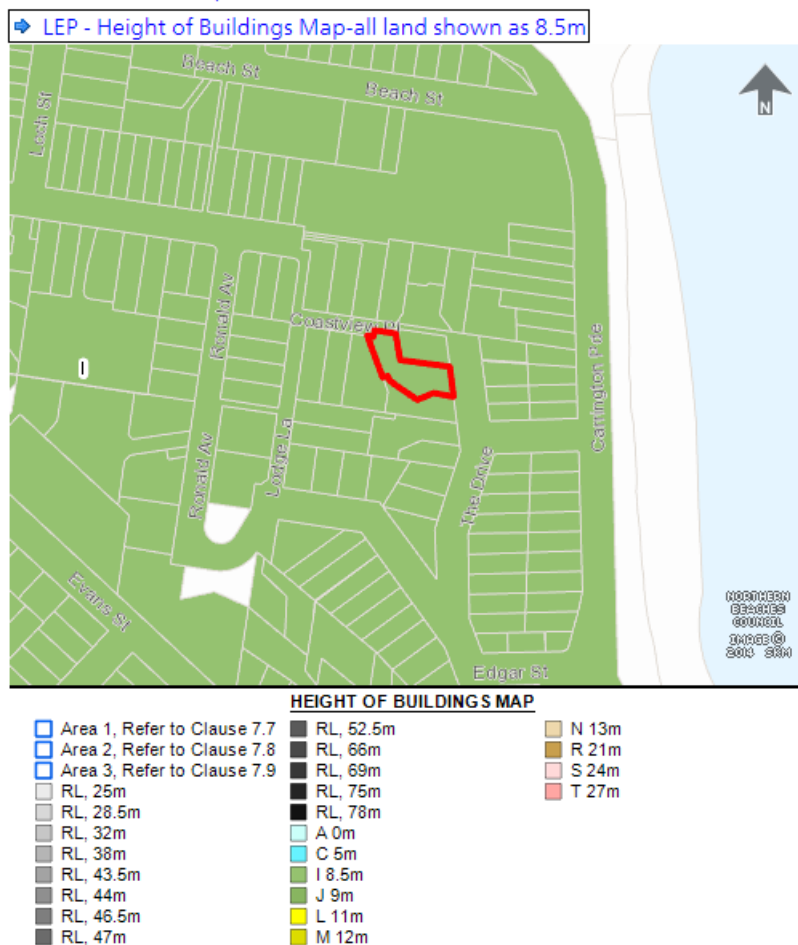 LEP - Height of Buildings Map-all land shown as 8.5m
Beach St
Beach St
Loch St
N
Ronald Av
Coastview Pl
Carrington Pde
I
Ronald Av
Lodge La
The Drive
Evans St
NORTHERN
BEACHES
COUNCIL
IMAGE ©
2014 SKM
Edgar St
HEIGHT OF BUILDINGS MAP
Area 1, Refer to Clause 7.7
Area 2, Refer to Clause 7.8
Area 3, Refer to Clause 7.9
RL, 25m
RL, 28.5m
RL, 32m
RL, 38m
RL, 43.5m
RL, 44m
RL, 46.5m
RL, 47m
RL, 52.5m
RL, 66m
RL, 69m
RL, 75m
RL, 78m
A 0m
C 5m
I 8.5m
J 9m
L 11m
M 12m
N 13m
R 21m
S 24m
T 27m